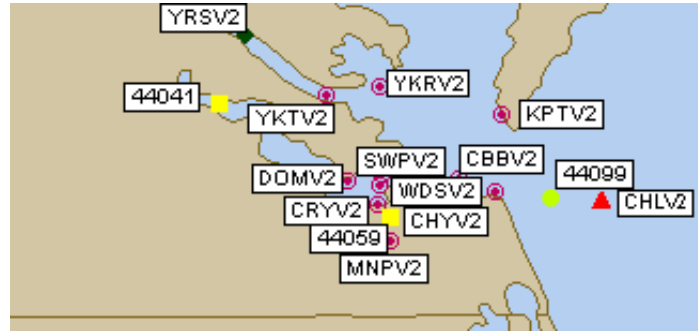 YRSV2
44041
YKRV2
YKTV2
KPTV2
SWPV2
CBBV2
DOMV2
WDSV2
44099
CRYV2
CHYV2
CHLV2
44059
MNPV2